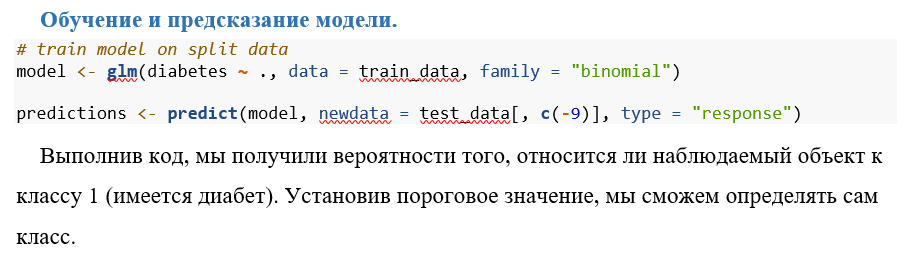 Обучение и предсказание модели.
# train model on split data
model <- glm(diabetes ~ ., data = train_data, family = "binomial")
predictions <- predict(model, newdata = test_data[, c(-9)], type = "response")
Выполнив код, мы получили вероятности того, относится ли наблюдаемый объект к
классу 1 (имеется диабет). Установив пороговое значение, мы сможем определять сам
класс.